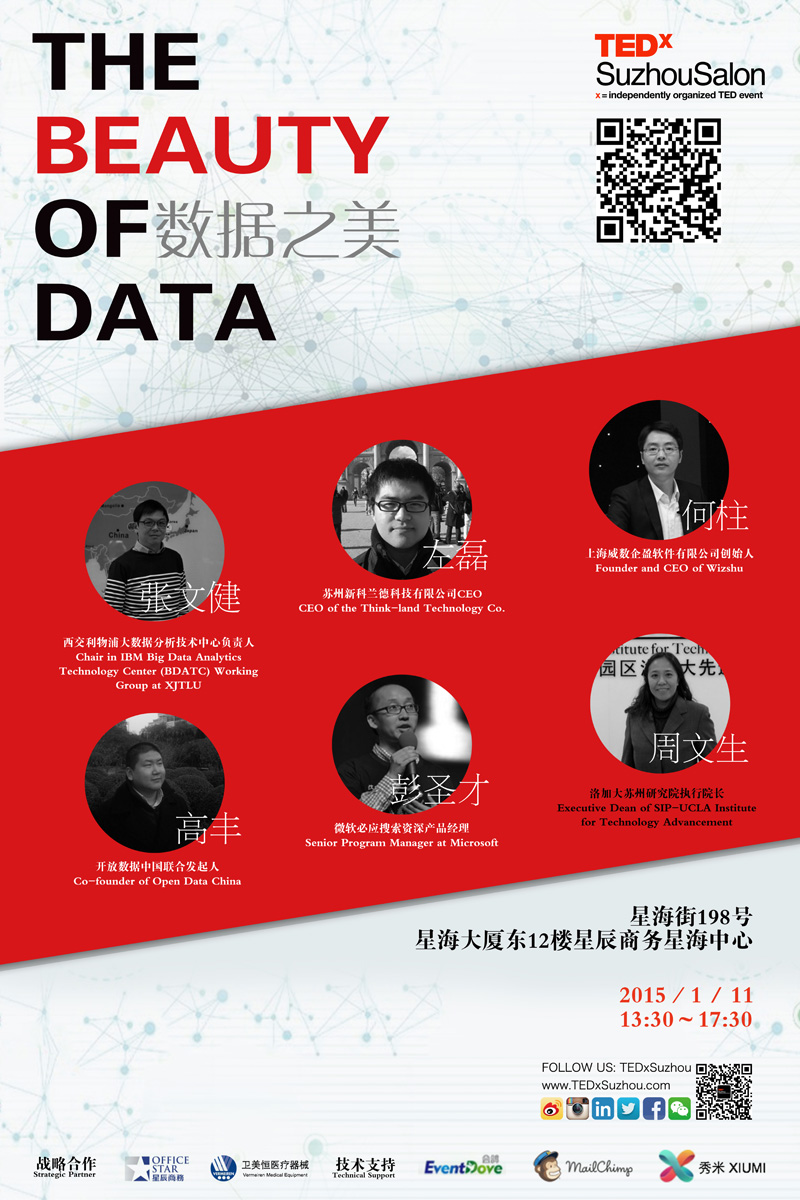 THE
BEAUTY
OF数据之美
DATA
TEDx
SuzhouSalon
x = independently organized TED event
China
张文健
西交利物浦大数据分析技术中心负责人
Chair in IBM Big Data Analytics
Technology Center (BDATC) Working
Group at XJTLU
左磊
苏州新科兰德科技有限公司CEO
CEO of the Think-land Technology Co.
何柱
上海威数企盈软件有限公司创始人
Founder and CEO of Wizshu
高丰
开放数据中国联合发起人
Co-founder of Open Data China
彭圣才
微软必应搜索资深产品经理
Senior Program Manager at Microsoft
周文生
洛加大苏州研究院执行院长
Executive Dean of SIP-UCLA Institute
for Technology Advancement
星海街198号
星海大厦东12楼星辰商务星海中心
2015 / 1 / 11
13:30~17:30
FOLLOW US: TEDxSuzhou
www.TEDxSuzhou.com
战略合作
Strategic Partner
OFFICE
STAR
星辰商務
VERMEIREN
卫美恒医疗器械
Vermeiren Medical Equipment
技术支持
Technical Support
会鸽
EventDove
MailChimp
秀米 XIUMI